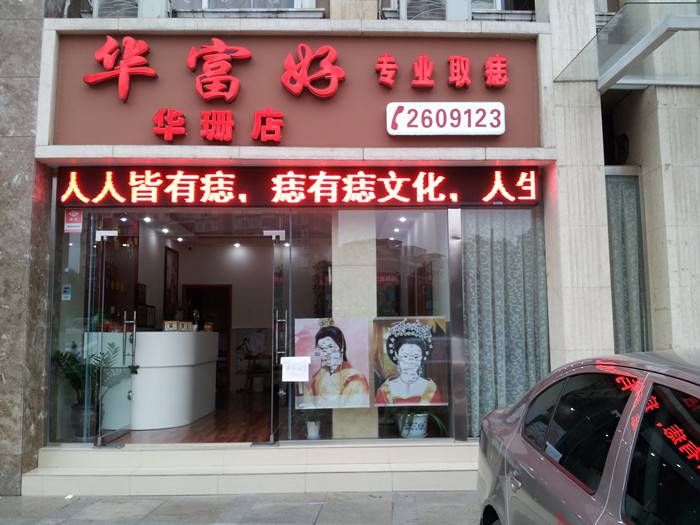 华富好 专业取痣
华珊店
2609123
人人皆有痣，痣有痣文化，人生